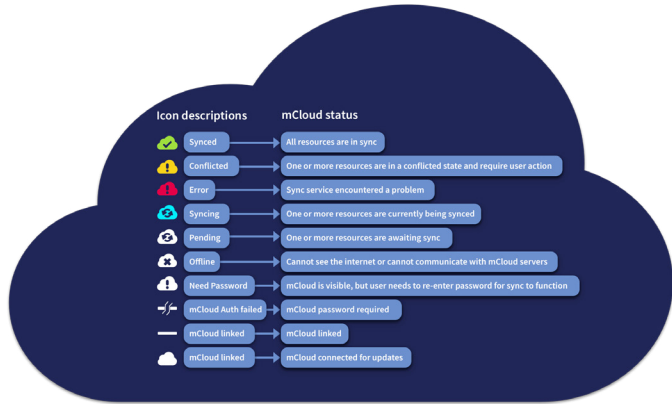 Icon descriptions mCloud status
Synced All resources are in sync
Conflicted One or more resources are in a conflicted state and require user action
Error Sync service encountered a problem
Syncing One or more resources are currently being synced
Pending One or more resources are awaiting sync
Offline Cannot see the internet or cannot communicate with mCloud servers
Need Password mCloud is visible, but user needs to re-enter password for sync to function
mCloud Auth failed mCloud password required
mCloud linked mCloud linked
mCloud linked mCloud connected for updates